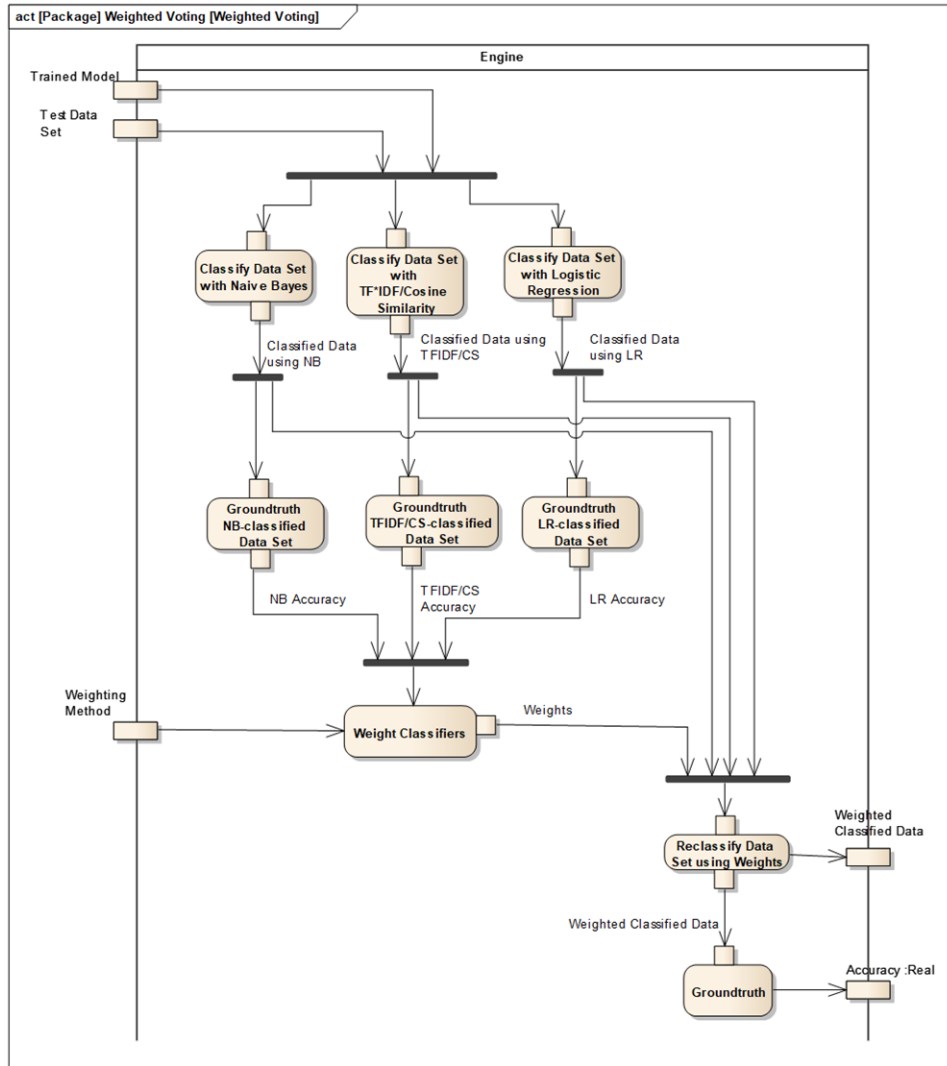 act [Package] Weighted Voting [Weighted Voting]
Engine
Trained Model
Test Data
Set
Classify Data Set
with Naive Bayes
Classify Data Set
with
TF*IDF/Cosine
Similarity
Classify Data Set
with Logistic
Regression
Classified Data
using NB
Classified Data using
TFIDF/CS
Classified Data
using LR
Groundtruth
NB-classified
Data Set
Groundtruth
TFIDF/CS-classified
Data Set
Groundtruth
LR-classified
Data Set
NB Accuracy
TFIDF/CS
Accuracy
LR Accuracy
Weighting
Method
Weight Classifiers
Weights
Reclassify Data
Set using Weights
Weighted
Classified Data
Weighted Classified Data
Groundtruth
Accuracy :Real